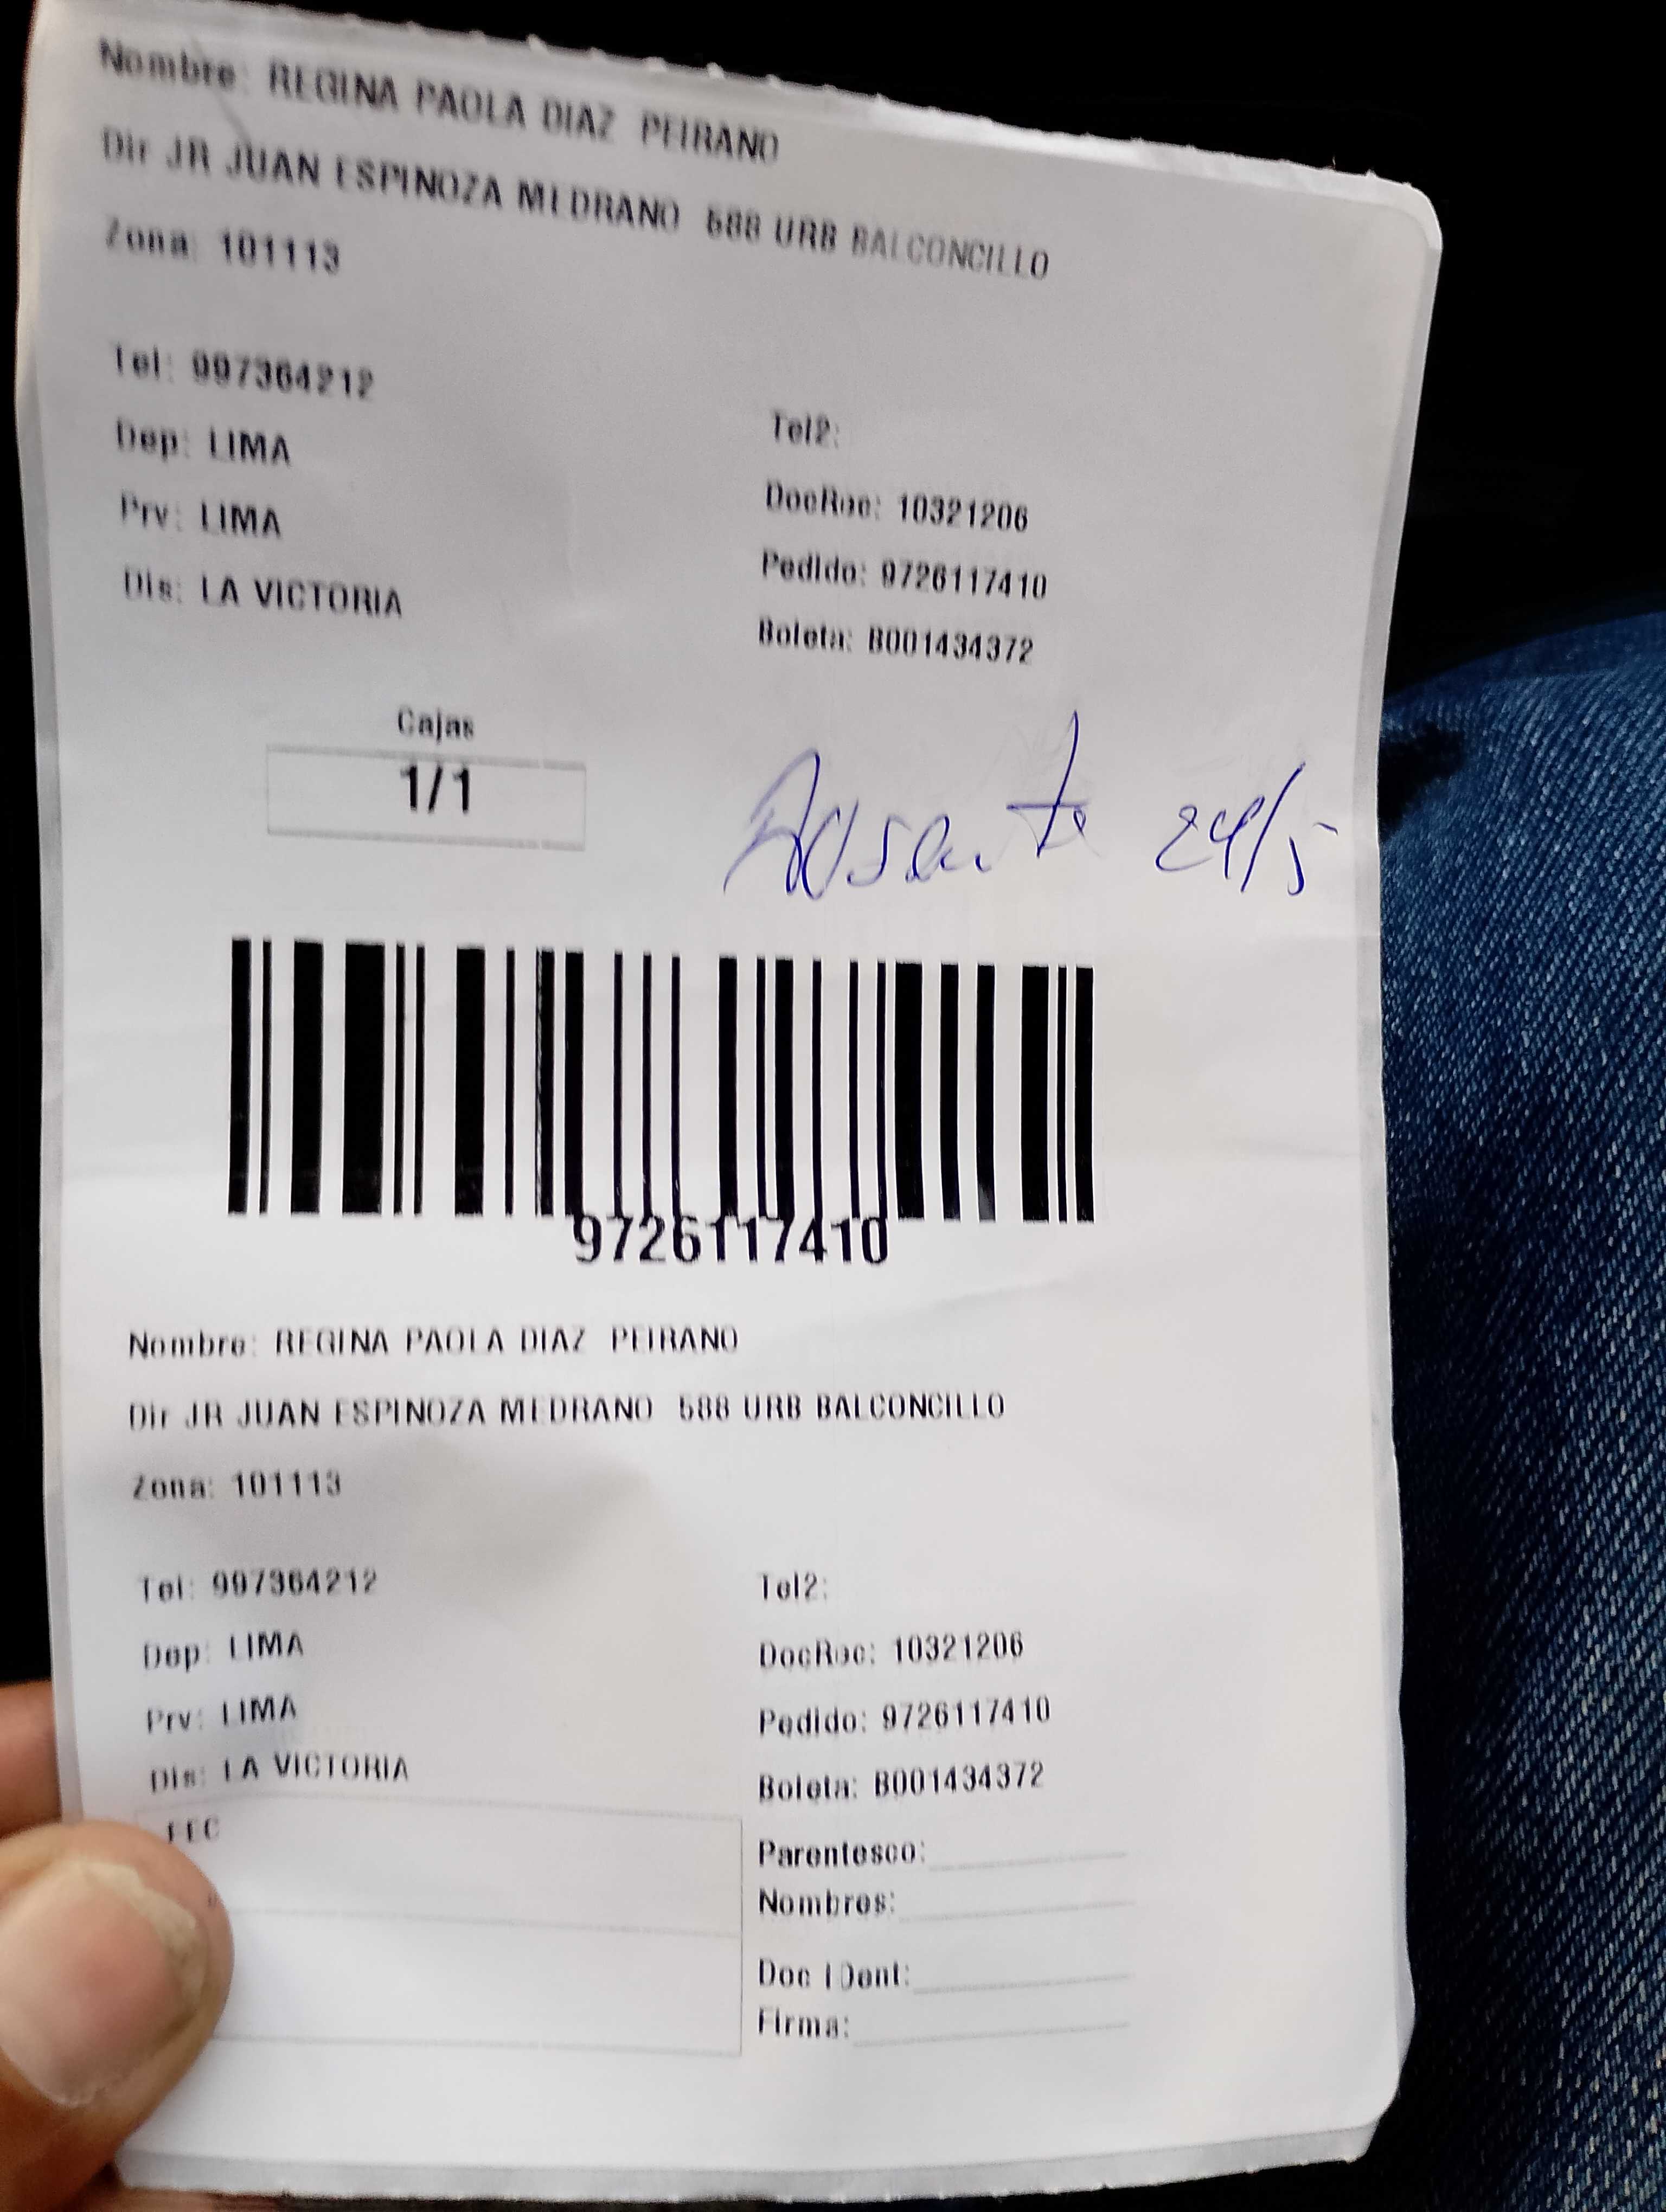 Nombre: REGINA PAOLA DIAZ PEIRANO
Dir JR JUAN ESPINOZA MEDRANO 588 URB BALCONCILLO
Zona: 101113
Tel: 997364212
Tel2:
Dep: LIMA
DocRec: 10321206
Prv: LIMA
Pedido: 9726117410
Dis: LA VICTORIA
Boleta: B001434372
Cajas
1/1
24/5
9726117410
Nombre: REGINA PAOLA DIAZ PEIRANO
Dir JR JUAN ESPINOZA MEDRANO 588 URB BALCONCILLO
Zona: 101113
Tel: 997364212
Tel2:
Dep: LIMA
DocRec: 10321206
Prv: LIMA
Pedido: 9726117410
Dis: LA VICTORIA
Boleta: B001434372
FEC
Parentesco:
Nombres:
Doc IDent:
Firma: